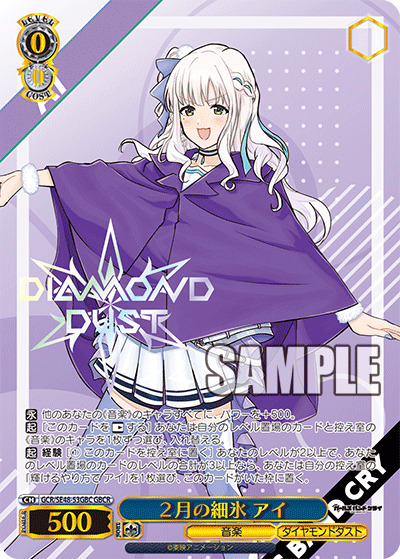 LEVEL
0
0
COST
DIAMOND
DUST
SAMPLE
永 他のあなたの《音楽》のキャラすべてに、パワーを＋500。
起 ［このカードを　する］ あなたは自分のレベル置場のカードと控え室の
《音楽》のキャラを1枚ずつ選び、入れ替える。
起 経験 ［① このカードを控え室に置く］ あなたのレベルが2以上で、あなた
のレベル置場のカードのレベルの合計が3以上なら、あなたは自分の控え室の
「輝けるやり方で アイ」を1枚選び、このカードがいた枠に置く。
GCR/SE48-53GBC GBCR
500
2月の細氷 アイ
音楽
ダイヤモンドダスト
©東映アニメーション
CRY